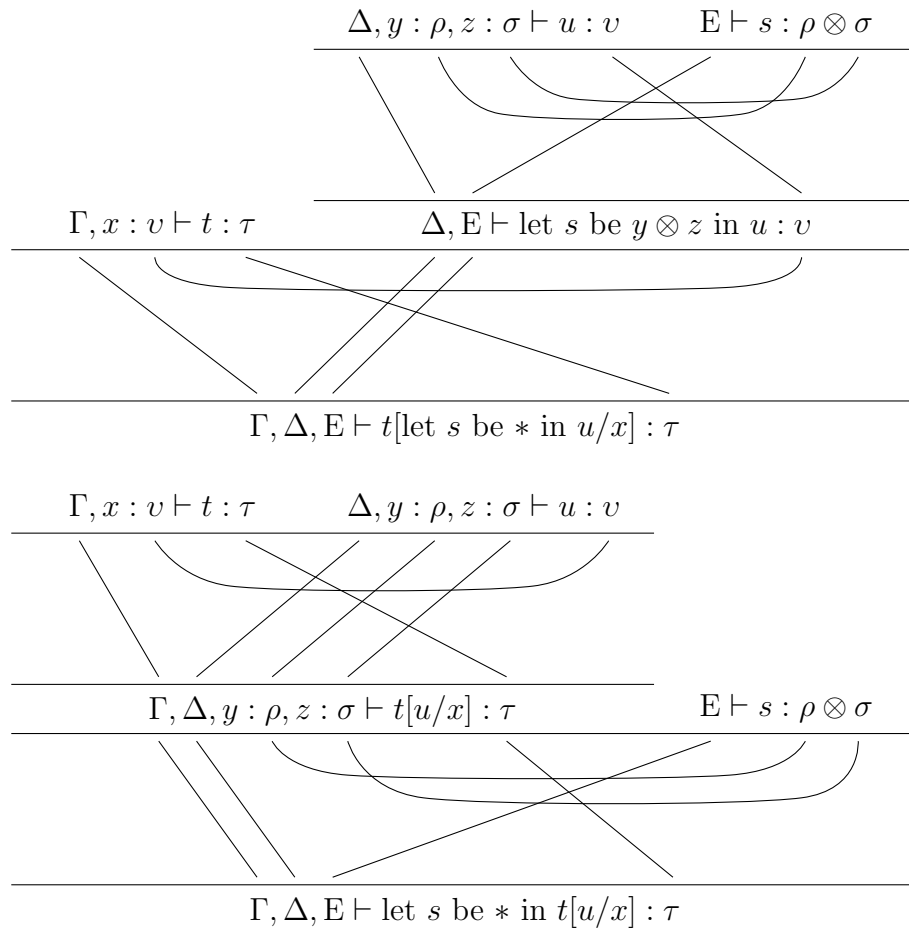 Δ, y : ρ, z : σ ⊢ u : υ    Ε ⊢ s : ρ ⊗ σ
Γ, x : υ ⊢ t : τ    Δ, Ε ⊢ let s be y ⊗ z in u : υ
Γ, Δ, Ε ⊢ t[let s be ∗ in u/x] : τ
Γ, x : υ ⊢ t : τ    Δ, y : ρ, z : σ ⊢ u : υ
Γ, Δ, y : ρ, z : σ ⊢ t[u/x] : τ    Ε ⊢ s : ρ ⊗ σ
Γ, Δ, Ε ⊢ let s be ∗ in t[u/x] : τ